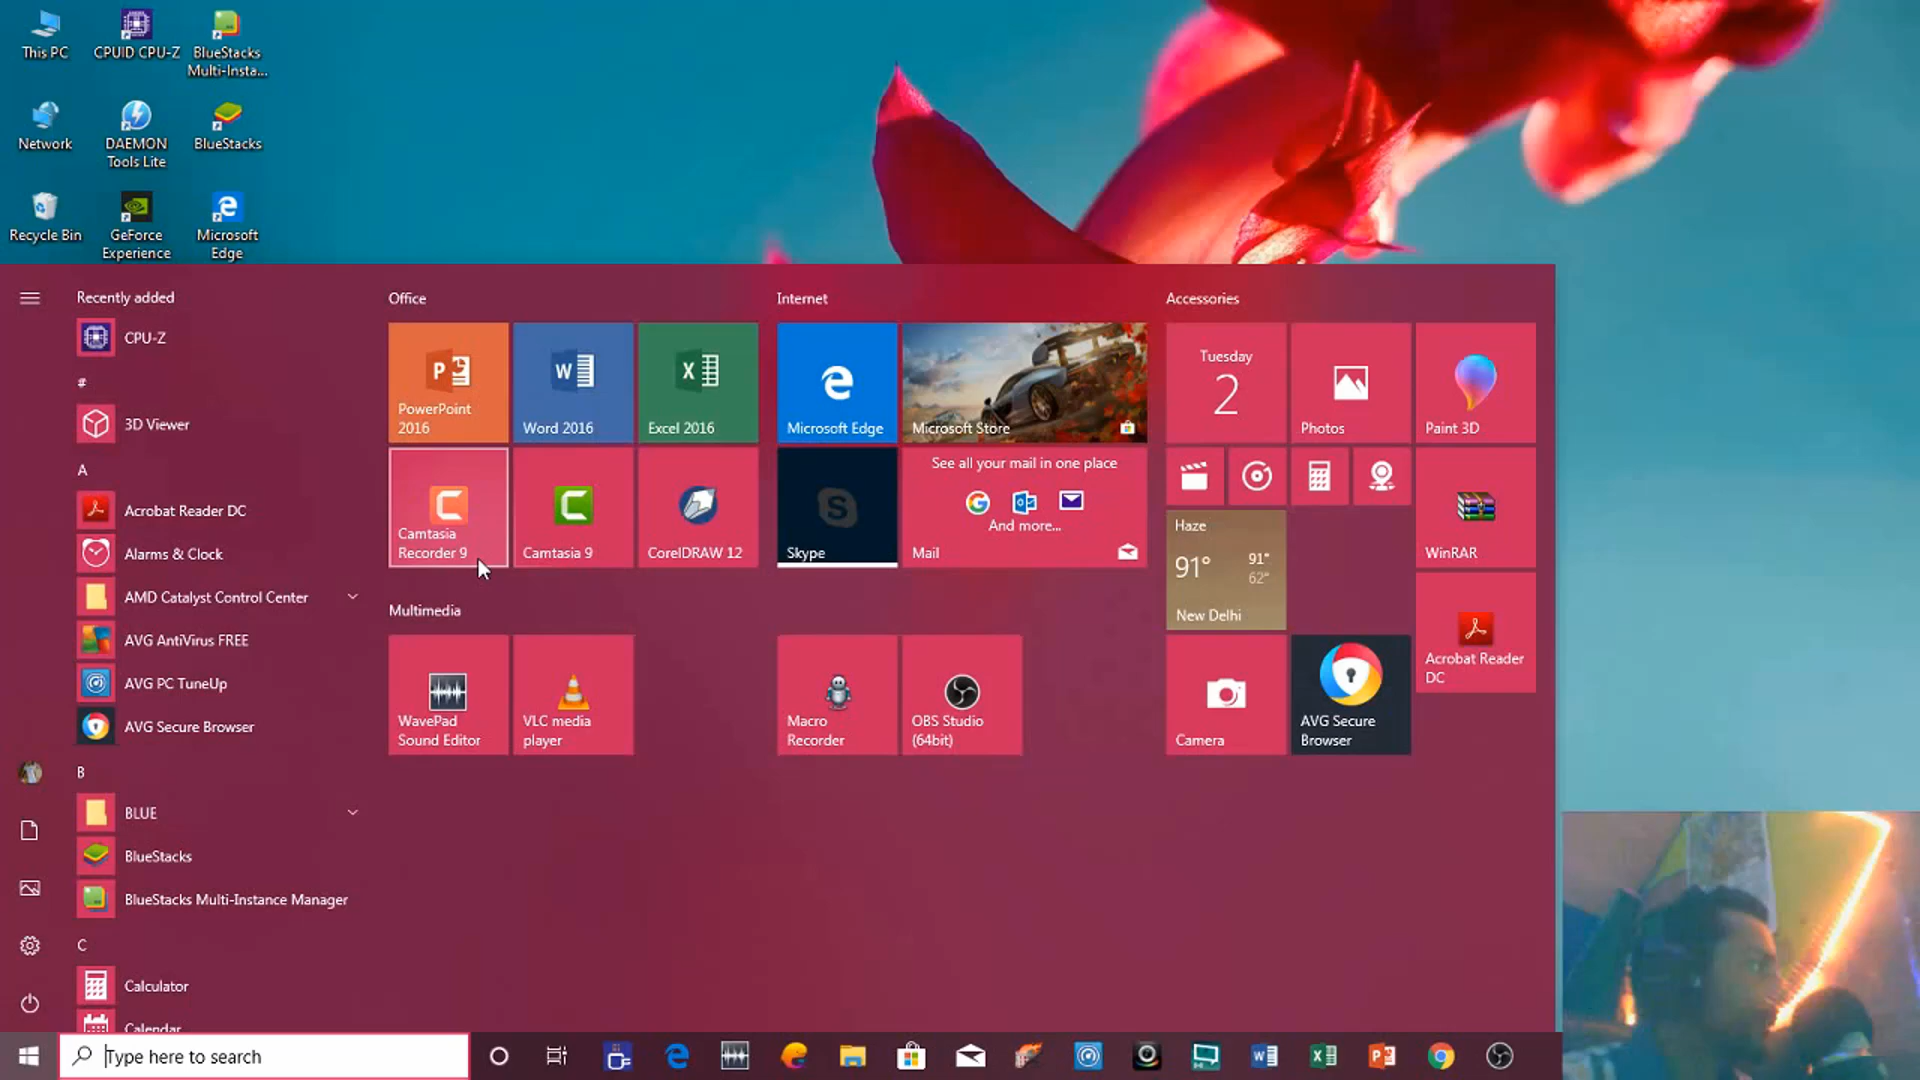 This PC
CPUID CPU-Z
BlueStacks
Multi-Insta...
Network
DAEMON
Tools Lite
BlueStacks
Recycle Bin
GeForce
Experience
Microsoft
Edge
Recently added
CPU-Z
#
3D Viewer
A
Acrobat Reader DC
Alarms & Clock
AMD Catalyst Control Center
AVG AntiVirus FREE
AVG PC TuneUp
AVG Secure Browser
B
BLUE
BlueStacks
BlueStacks Multi-Instance Manager
C
Calculator
Calendar
Office
PowerPoint
2016
Word 2016
Excel 2016
Camtasia
Recorder 9
Camtasia 9
CorelDRAW 12
Multimedia
WavePad
Sound Editor
VLC media
player
Internet
Microsoft Edge
Microsoft Store
Skype
See all your mail in one place
And more...
Mail
Macro
Recorder
OBS Studio
(64bit)
Accessories
Tuesday
2
Photos
Paint 3D
Haze
91°
91°
62°
New Delhi
WinRAR
Acrobat Reader
DC
Camera
AVG Secure
Browser
Type here to search